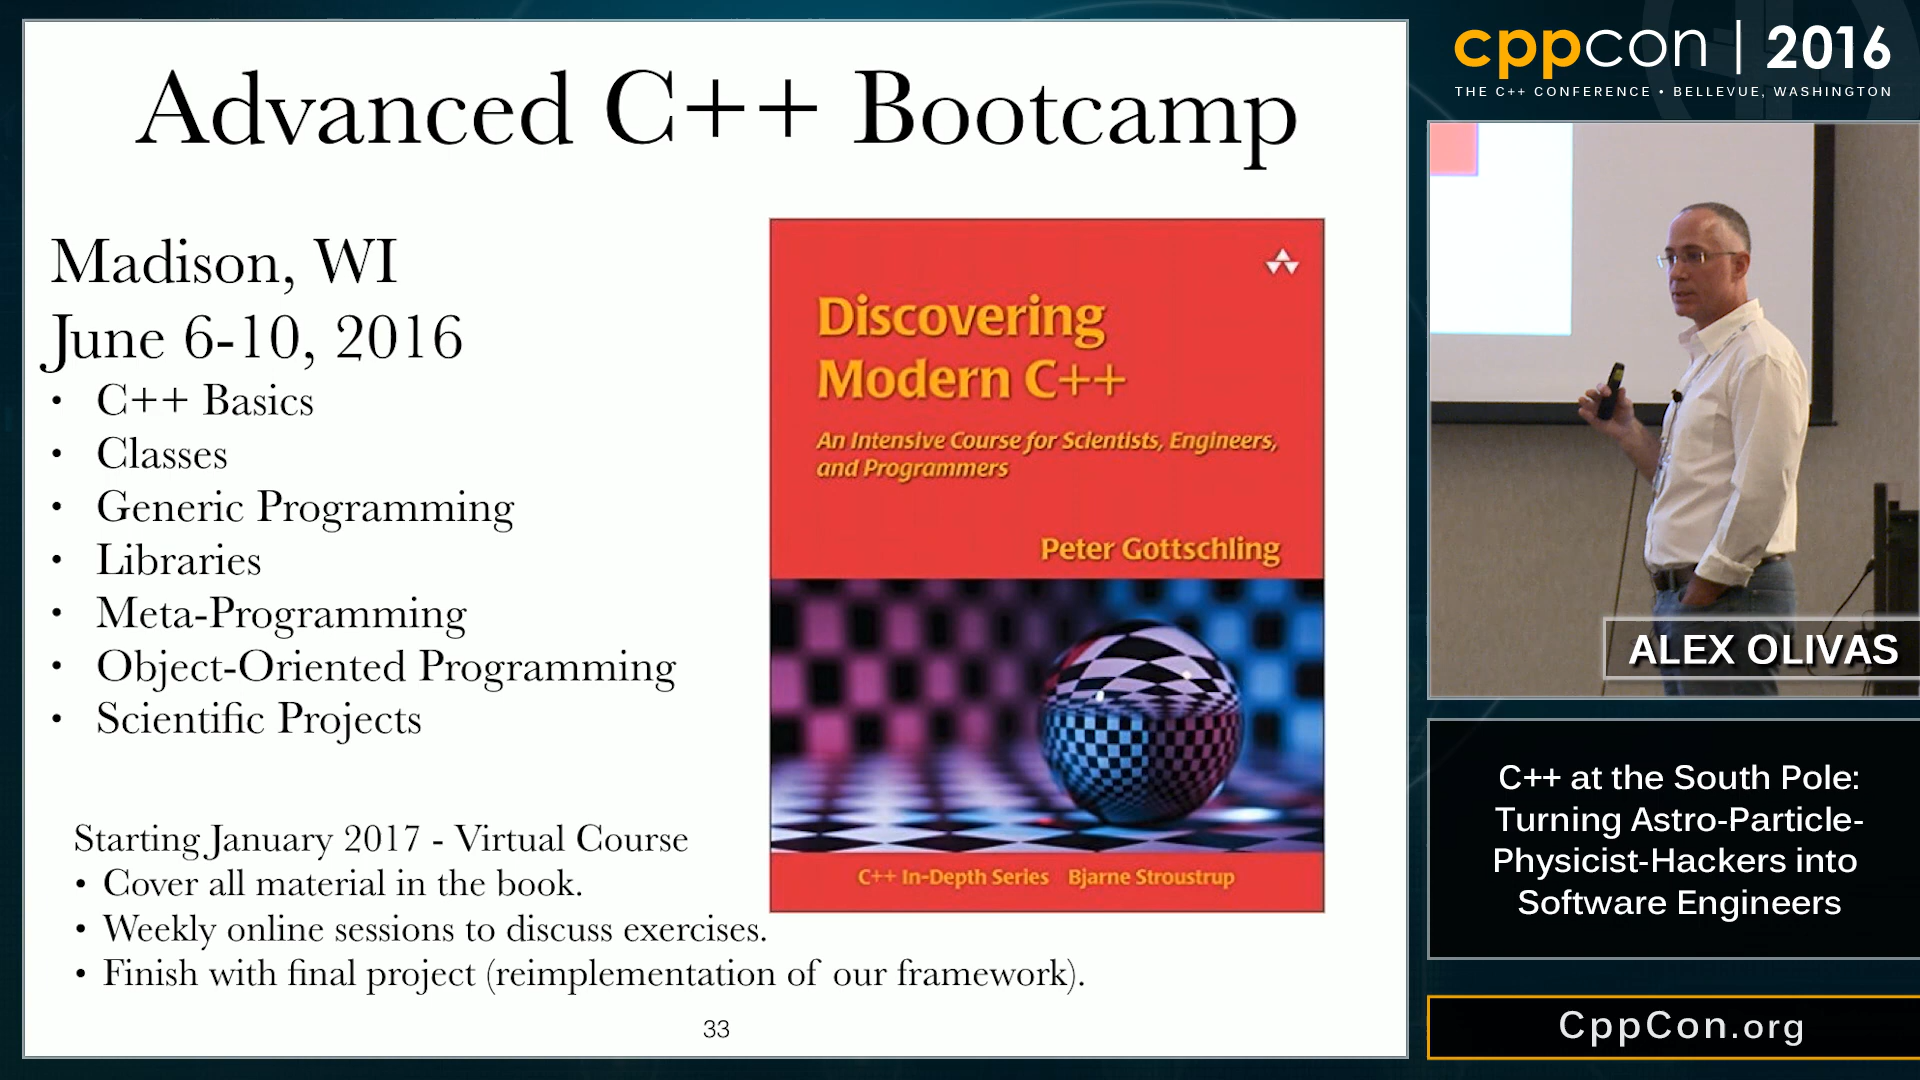 Advanced C++ Bootcamp
Madison, WI
June 6-10, 2016
• C++ Basics
• Classes
• Generic Programming
• Libraries
• Meta-Programming
• Object-Oriented Programming
• Scientific Projects
Starting January 2017 - Virtual Course
• Cover all material in the book.
• Weekly online sessions to discuss exercises.
• Finish with final project (reimplementation of our framework).
33
Discovering
Modern C++
An Intensive Course for Scientists, Engineers,
and Programmers
Peter Gottschling
C++ In-Depth Series Bjarne Stroustrup
cppcon | 2016
THE C++ CONFERENCE • BELLEVUE, WASHINGTON
ALEX OLIVAS
C++ at the South Pole:
Turning Astro-Particle-
Physicist-Hackers into
Software Engineers
CppCon.org